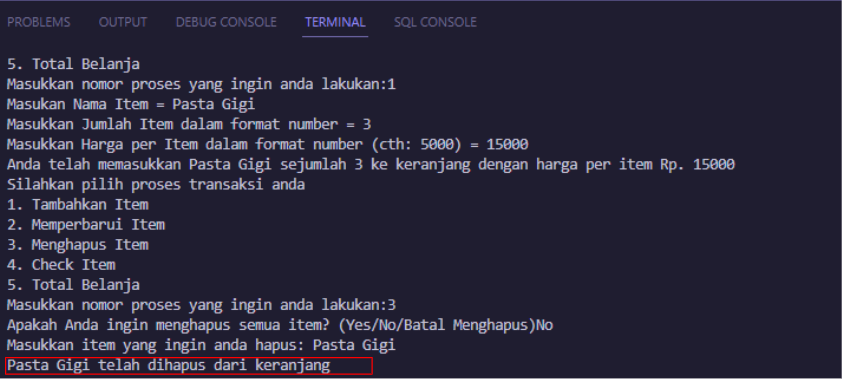 PROBLEMS OUTPUT DEBUG CONSOLE TERMINAL SQL CONSOLE
5. Total Belanja
Masukkan nomor proses yang ingin anda lakukan:1
Masukan Nama Item = Pasta Gigi
Masukkan Jumlah Item dalam format number = 3
Masukkan Harga per Item dalam format number (cth: 5000) = 15000
Anda telah memasukkan Pasta Gigi sejumlah 3 ke keranjang dengan harga per item Rp. 15000
Silahkan pilih proses transaksi anda
1. Tambahkan Item
2. Memperbarui Item
3. Menghapus Item
4. Check Item
5. Total Belanja
Masukkan nomor proses yang ingin anda lakukan:3
Apakah Anda ingin menghapus semua item? (Yes/No/Batal Menghapus)No
Masukkan item yang ingin anda hapus: Pasta Gigi
Pasta Gigi telah dihapus dari keranjang